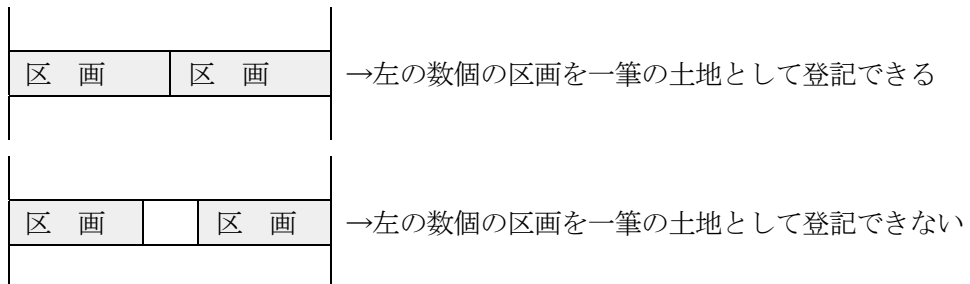 区　画　区　画　→左の数個の区画を一筆の土地として登記できる
区　画　区　画　→左の数個の区画を一筆の土地として登記できない